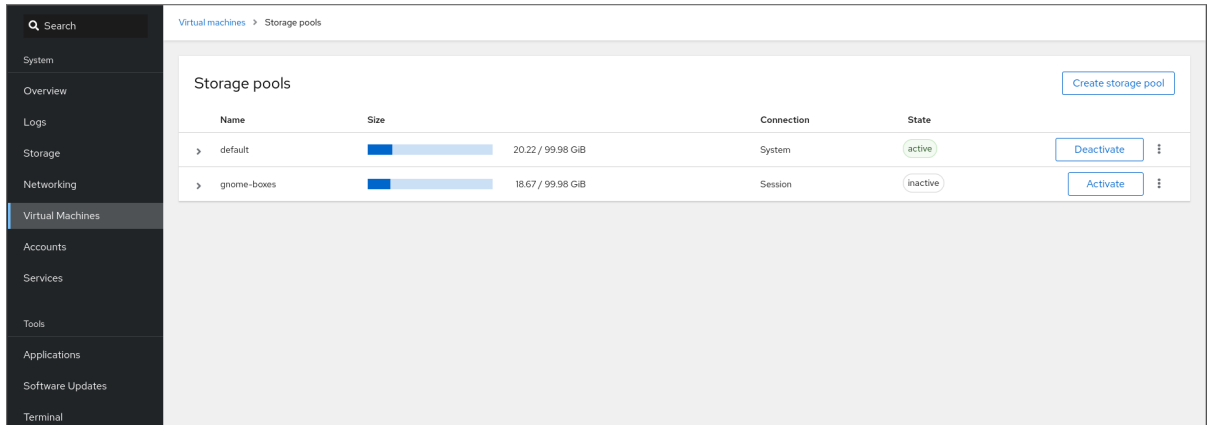 Search
System
Overview
Logs
Storage
Networking
Virtual Machines
Accounts
Services
Tools
Applications
Software Updates
Terminal
Virtual machines > Storage pools
Storage pools
Create storage pool
Name Size Connection State
default 20.22 / 99.98 GiB System active Deactivate
gnome-boxes 18.67 / 99.98 GiB Session inactive Activate